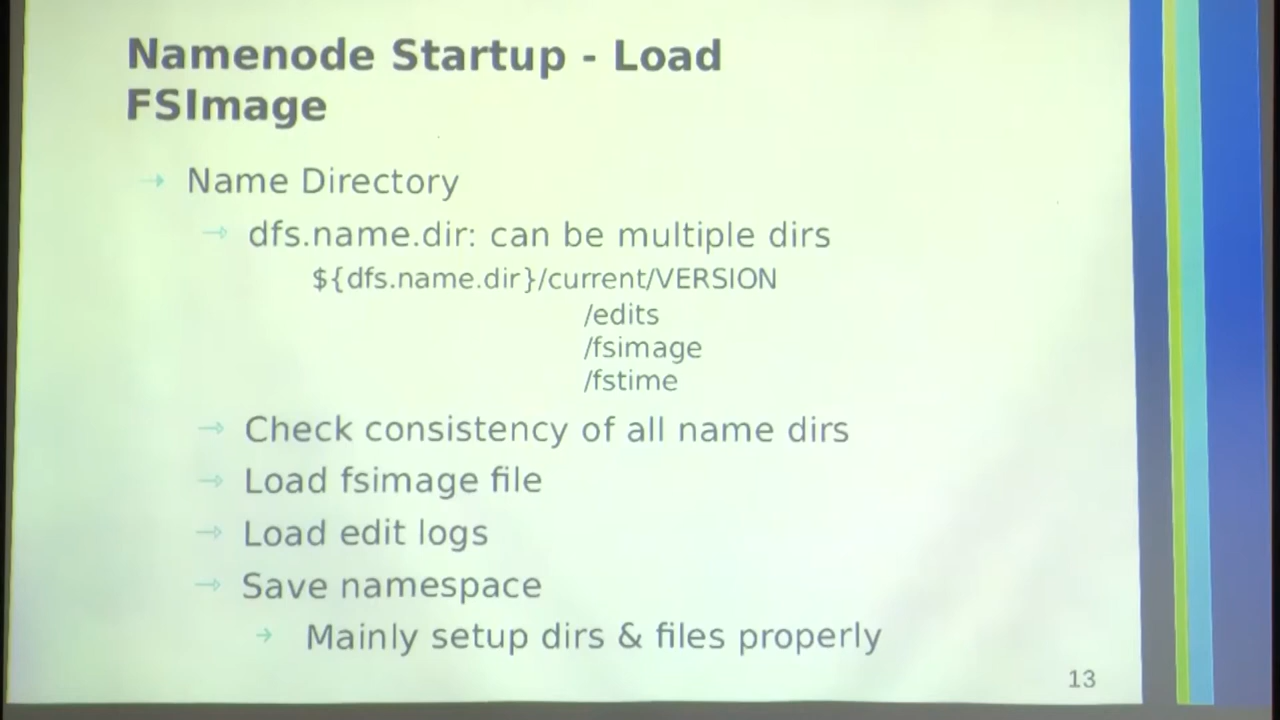 Namenode Startup - Load
FSImage
Name Directory
dfs.name.dir: can be multiple dirs
${dfs.name.dir}/current/VERSION
/edits
/fsimage
/fstime
Check consistency of all name dirs
Load fsimage file
Load edit logs
Save namespace
Mainly setup dirs & files properly
13